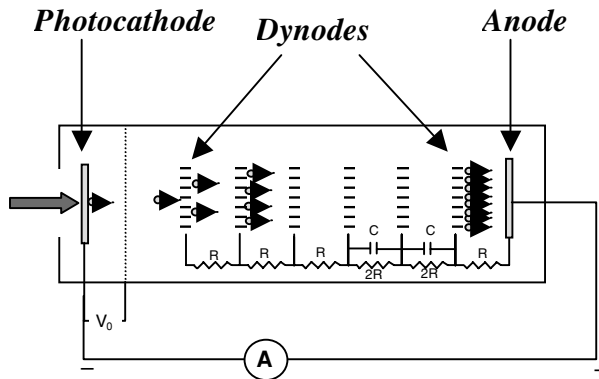 Photocathode
Dynodes
Anode
C C
R R R R
2R 2R
V₀
A